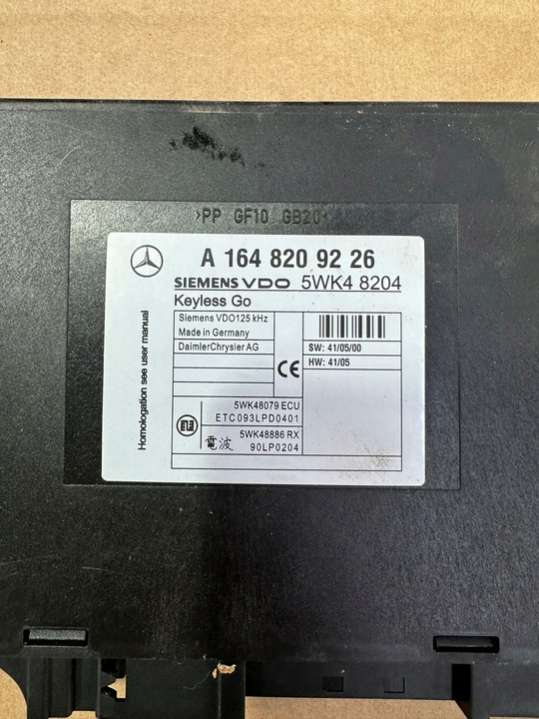 >PP GF10 GB20<
A 164 820 92 26
SIEMENS VDO 5WK4 8204
Keyless Go
Siemens VDO125 kHz
Made in Germany
DaimlerChrysler AG
SW: 41/05/00
HW: 41/05
CE
5WK48079 ECU
ETC093LPD0401
5WK48886 RX
電波 90LP0204
Homologation see user manual